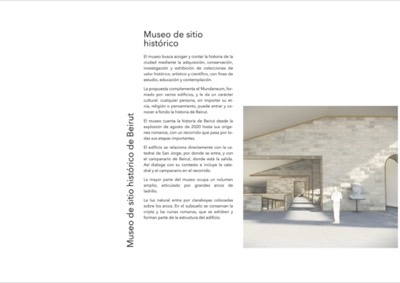 Museo de sitio
histórico
El museo busca acoger y contar la historia de la
ciudad mediante la adquisición, conservación,
investigación y exhibición de colecciones de
valor histórico, artístico y científico, con fines de
estudio, educación y contemplación.
La propuesta complementa el Mundaneum, for-
mado por varios edificios, y le da un carácter
cultural: cualquier persona, sin importar su et-
nia, religión o pensamiento, puede entrar y co-
nocer a fondo la historia de Beirut.
El museo cuenta la historia de Beirut desde la
explosión de agosto de 2020 hasta sus oríge-
nes romanos, con un recorrido que pasa por to-
das sus etapas importantes.
El edificio se relaciona directamente con la ca-
tedral de San Jorge, por donde se entra, y con
el campanario de Beirut, donde está la salida.
Así dialoga con su contexto e incluye la cate-
dral y el campanario en el recorrido.
La mayor parte del museo ocupa un volumen
amplio, articulado por grandes arcos de
ladrillo.
La luz natural entra por claraboyas colocadas
sobre los arcos. En el subsuelo se conservan la
cripta y las ruinas romanas, que se exhiben y
forman parte de la estructura del edificio.
Museo de sitio histórico de Beirut